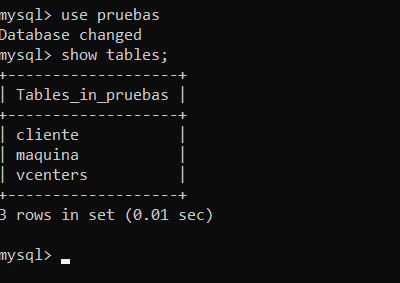 mysql> use pruebas
Database changed
mysql> show tables;
+-------------------+
| Tables_in_pruebas |
+-------------------+
| cliente           |
| maquina           |
| vcenters          |
+-------------------+
3 rows in set (0.01 sec)
mysql>